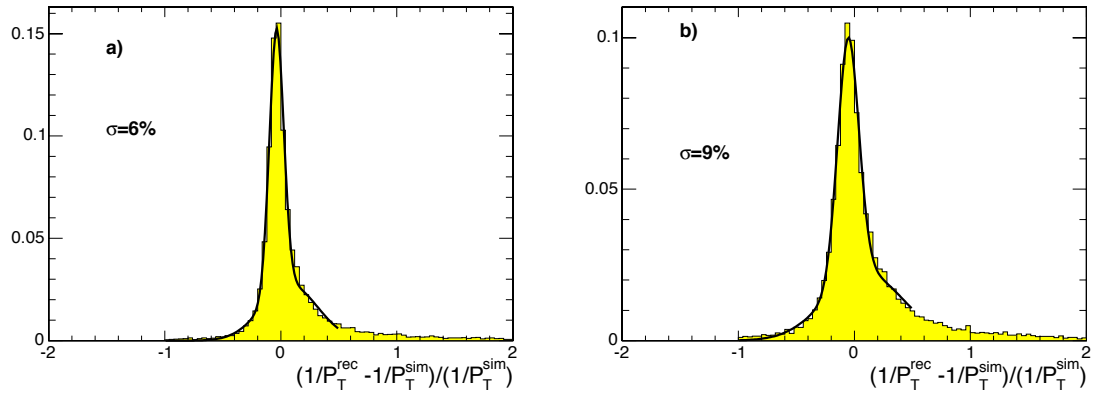 a)
σ=6%
0.15
0.1
0.05
0
-2 -1 0 1 2
(1/P_T^rec -1/P_T^sim)/(1/P_T^sim)
b)
σ=9%
0.1
0.05
0
-2 -1 0 1 2
(1/P_T^rec -1/P_T^sim)/(1/P_T^sim)